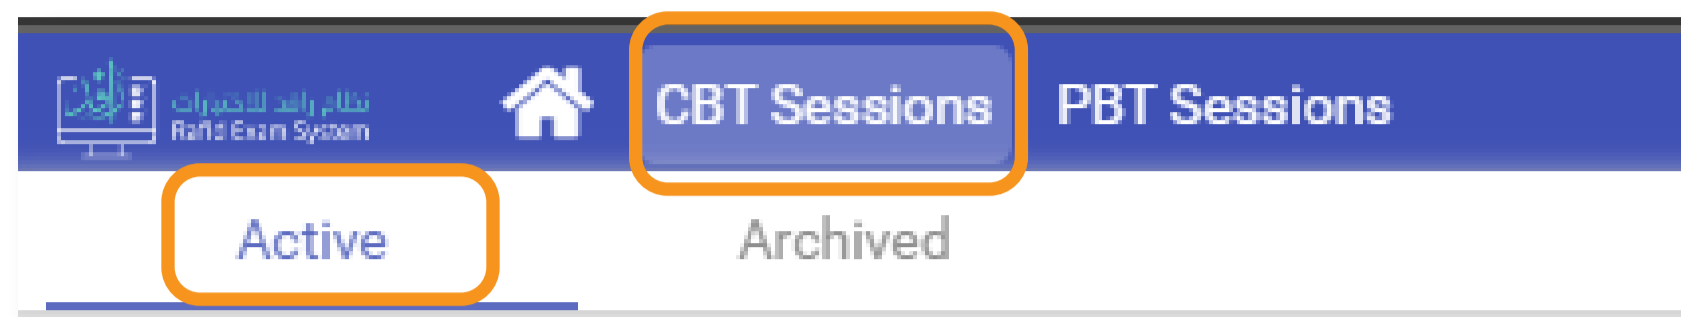 نظام رافد للاختبارات
Rafid Exam System
CBT Sessions
PBT Sessions
Active
Archived